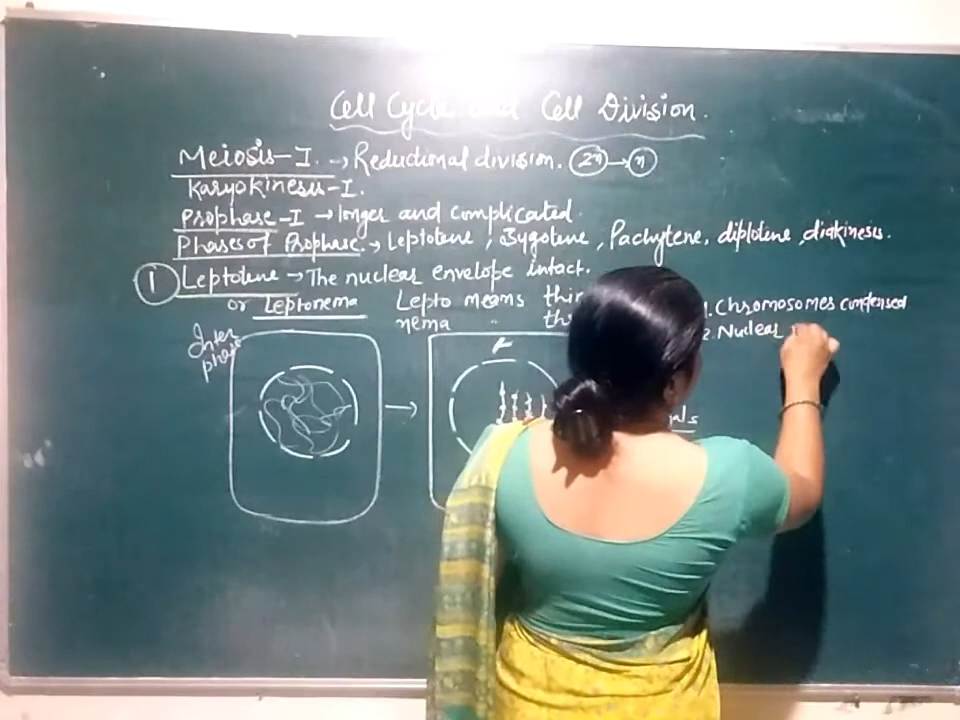 Cell Cycle and Cell Division.
Meiosis-I. → Reductional division. 2n → n
Karyokinesis-I.
Prophase-I → longer and complicated.
Phases of Prophase. → Leptotene, Zygotene, Pachytene, diplotene, diakinesis.
1 Leptotene → The nuclear envelope intact.
or Leptonema Lepto means thin
nema "
1. Chromosomes condensed
2. Nuclear
Inter
phase